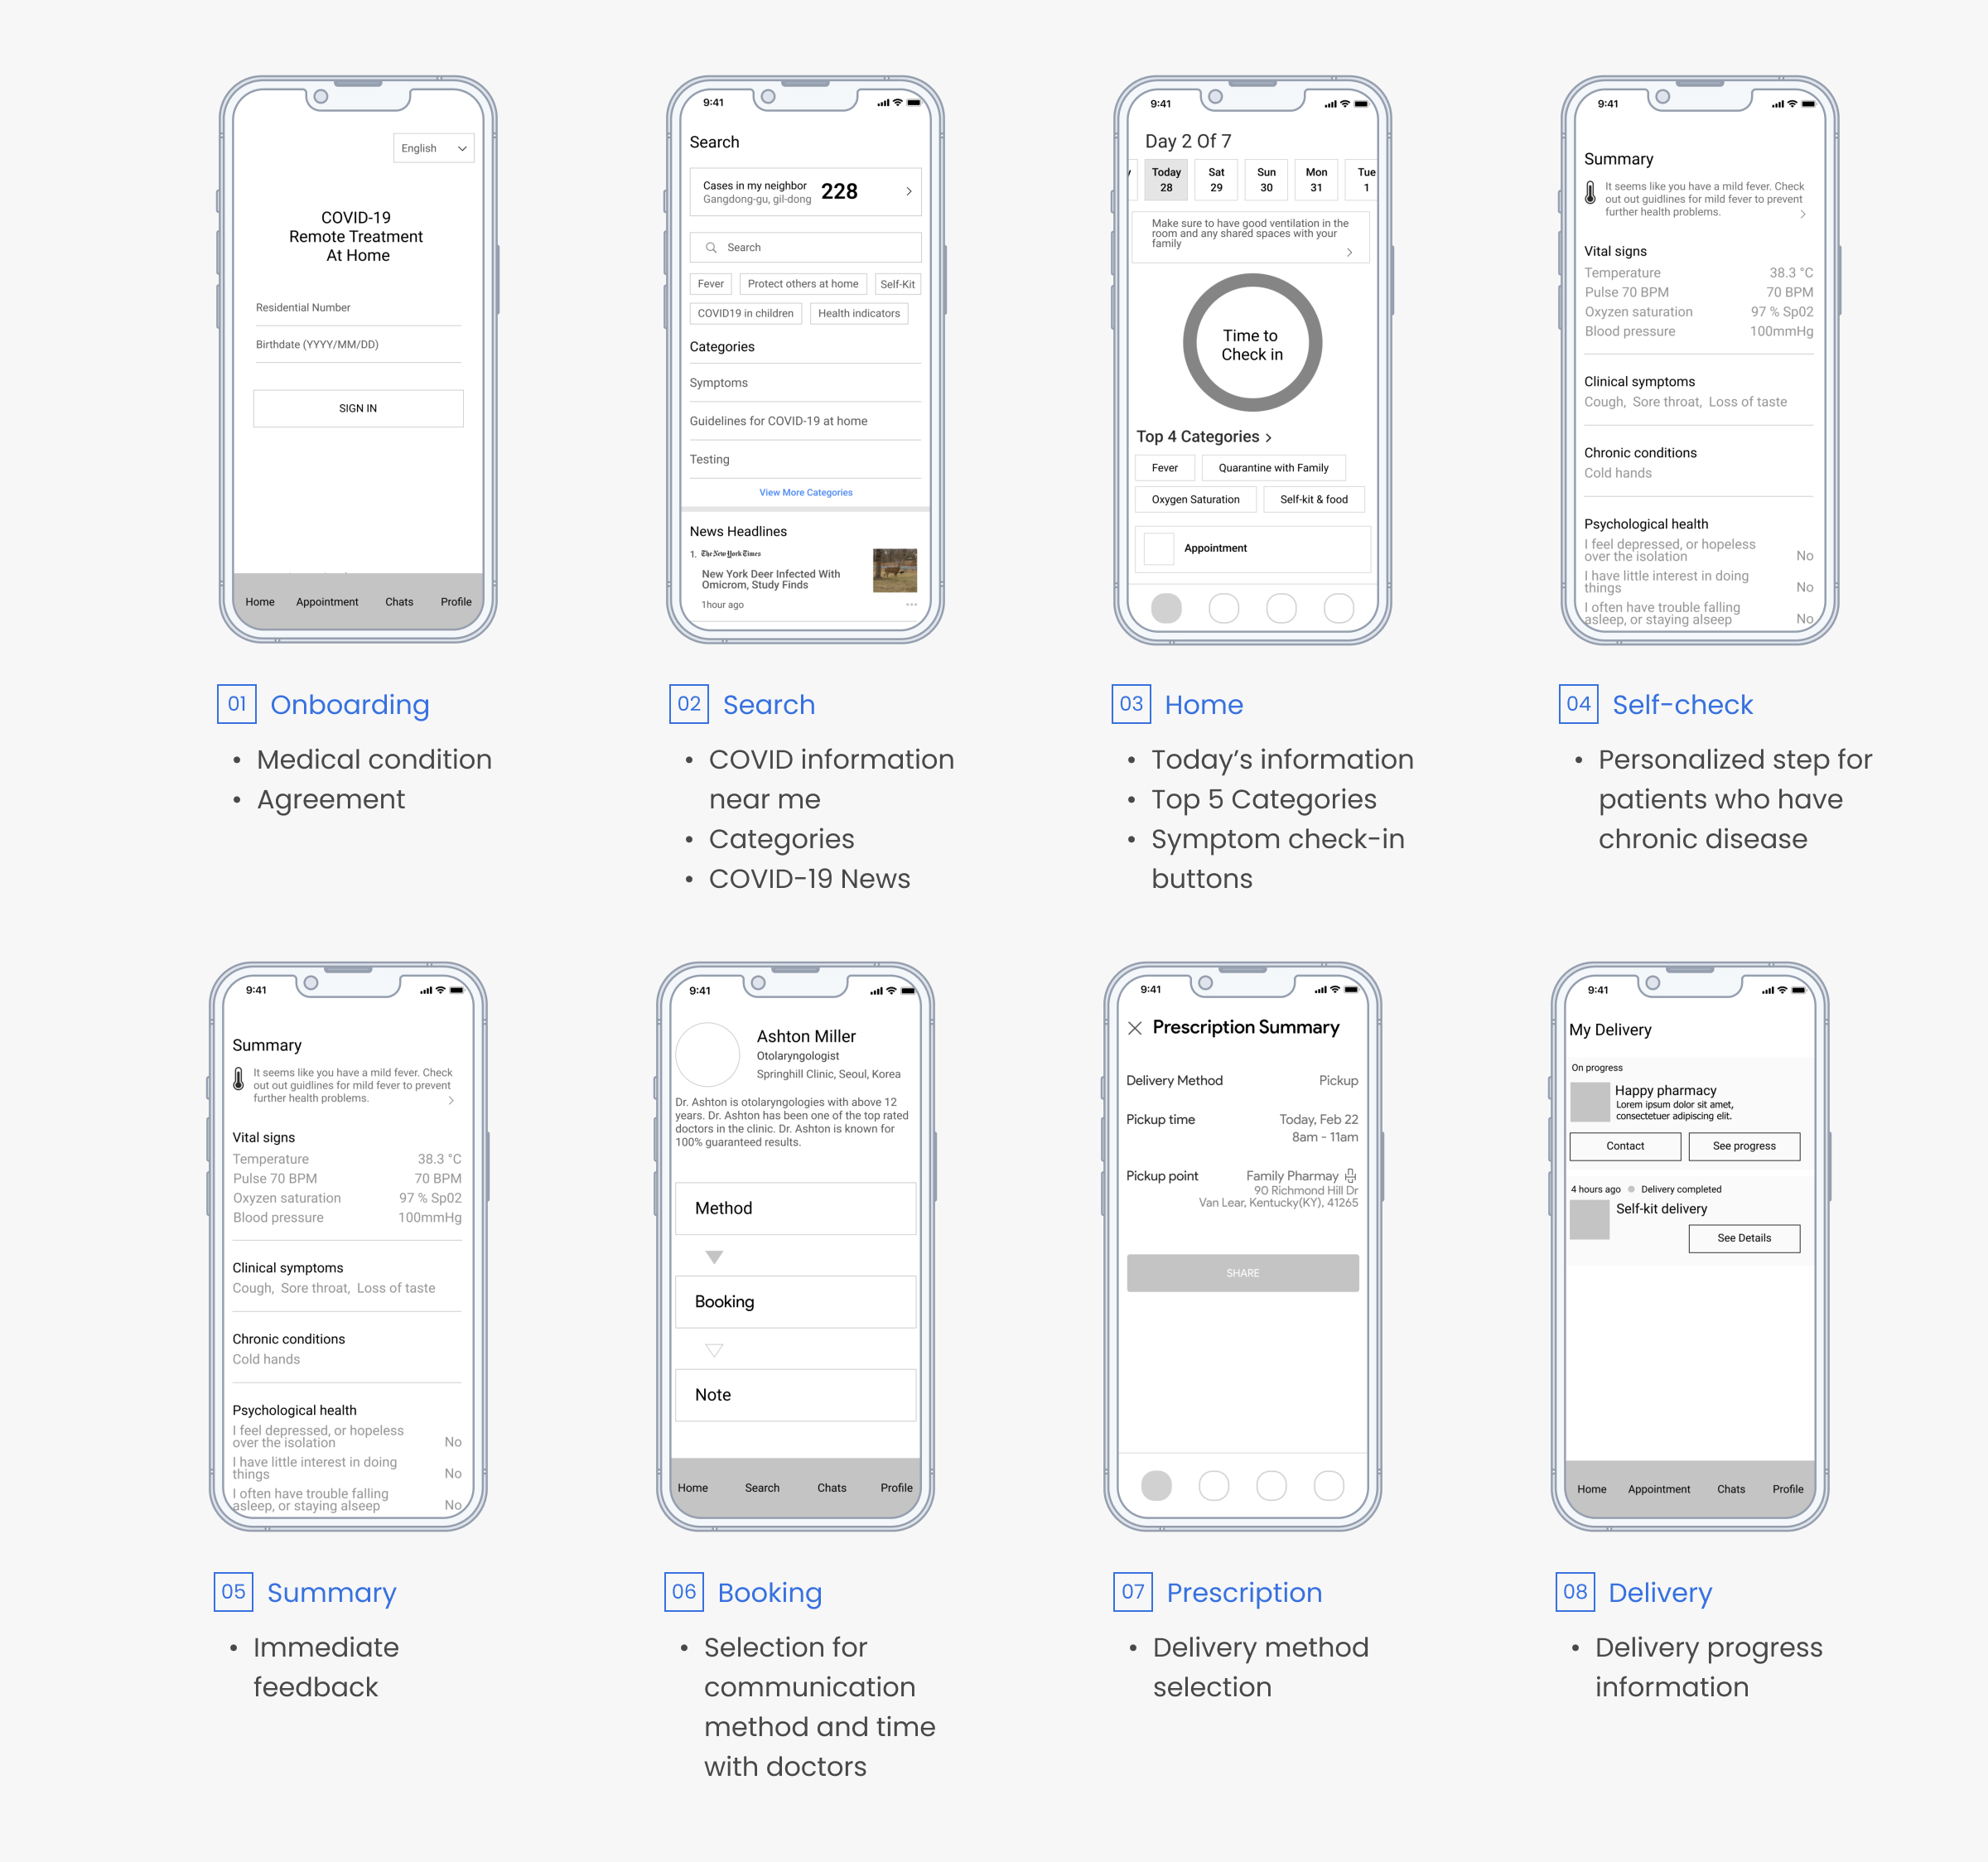 English
COVID-19
Remote Treatment
At Home
Residential Number
Birthdate (YYYY/MM/DD)
SIGN IN
Home Appointment Chats Profile
01 Onboarding
• Medical condition
• Agreement
9:41
Search
Cases in my neighbor
Gangdong-gu, gil-dong
228
Search
Fever Protect others at home Self-Kit
COVID19 in children Health indicators
Categories
Symptoms
Guidelines for COVID-19 at home
Testing
View More Categories
News Headlines
1. The New York Times
New York Deer Infected With
Omicrom, Study Finds
1hour ago
02 Search
• COVID information
near me
• Categories
• COVID-19 News
9:41
Day 2 Of 7
Today Sat Sun Mon Tue
28 29 30 31 1
Make sure to have good ventilation in the
room and any shared spaces with your
family
Time to
Check in
Top 4 Categories
Fever Quarantine with Family
Oxygen Saturation Self-kit & food
Appointment
03 Home
• Today's information
• Top 5 Categories
• Symptom check-in
buttons
9:41
Summary
It seems like you have a mild fever. Check
out out guidlines for mild fever to prevent
further health problems.
Vital signs
Temperature 38.3 °C
Pulse 70 BPM 70 BPM
Oxyzen saturation 97 % Sp02
Blood pressure 100mmHg
Clinical symptoms
Cough, Sore throat, Loss of taste
Chronic conditions
Cold hands
Psychological health
I feel depressed, or hopeless
over the isolation No
I have little interest in doing
things No
I often have trouble falling
asleep, or staying alseep No
04 Self-check
• Personalized step for
patients who have
chronic disease
9:41
Summary
It seems like you have a mild fever. Check
out out guidlines for mild fever to prevent
further health problems.
Vital signs
Temperature 38.3 °C
Pulse 70 BPM 70 BPM
Oxyzen saturation 97 % Sp02
Blood pressure 100mmHg
Clinical symptoms
Cough, Sore throat, Loss of taste
Chronic conditions
Cold hands
Psychological health
I feel depressed, or hopeless
over the isolation No
I have little interest in doing
things No
I often have trouble falling
asleep, or staying alseep No
05 Summary
• Immediate
feedback
9:41
Ashton Miller
Otolaryngologist
Springhill Clinic, Seoul, Korea
Dr. Ashton is otolaryngologies with above 12
years. Dr. Ashton has been one of the top rated
doctors in the clinic. Dr. Ashton is known for
100% guaranteed results.
Method
Booking
Note
Home Search Chats Profile
06 Booking
• Selection for
communication
method and time
with doctors
9:41
Prescription Summary
Delivery Method Pickup
Pickup time Today, Feb 22
8am - 11am
Pickup point Family Pharmay
90 Richmond Hill Dr
Van Lear, Kentucky(KY), 41265
SHARE
07 Prescription
• Delivery method
selection
9:41
My Delivery
On progress
Happy pharmacy
Lorem ipsum dolor sit amet,
consectetuer adipiscing elit.
Contact See progress
4 hours ago Delivery completed
Self-kit delivery
See Details
Home Appointment Chats Profile
08 Delivery
• Delivery progress
information